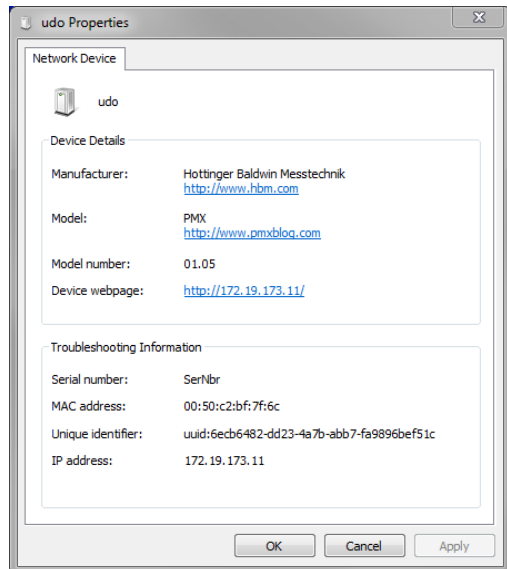 udo Properties
Network Device
udo
Device Details
Manufacturer: Hottinger Baldwin Messtechnik
http://www.hbm.com
Model: PMX
http://www.pmxblog.com
Model number: 01.05
Device webpage: http://172.19.173.11/
Troubleshooting Information
Serial number: SerNbr
MAC address: 00:50:c2:bf:7f:6c
Unique identifier: uuid:6ecb6482-dd23-4a7b-abb7-fa9896bef51c
IP address: 172.19.173.11
OK Cancel Apply